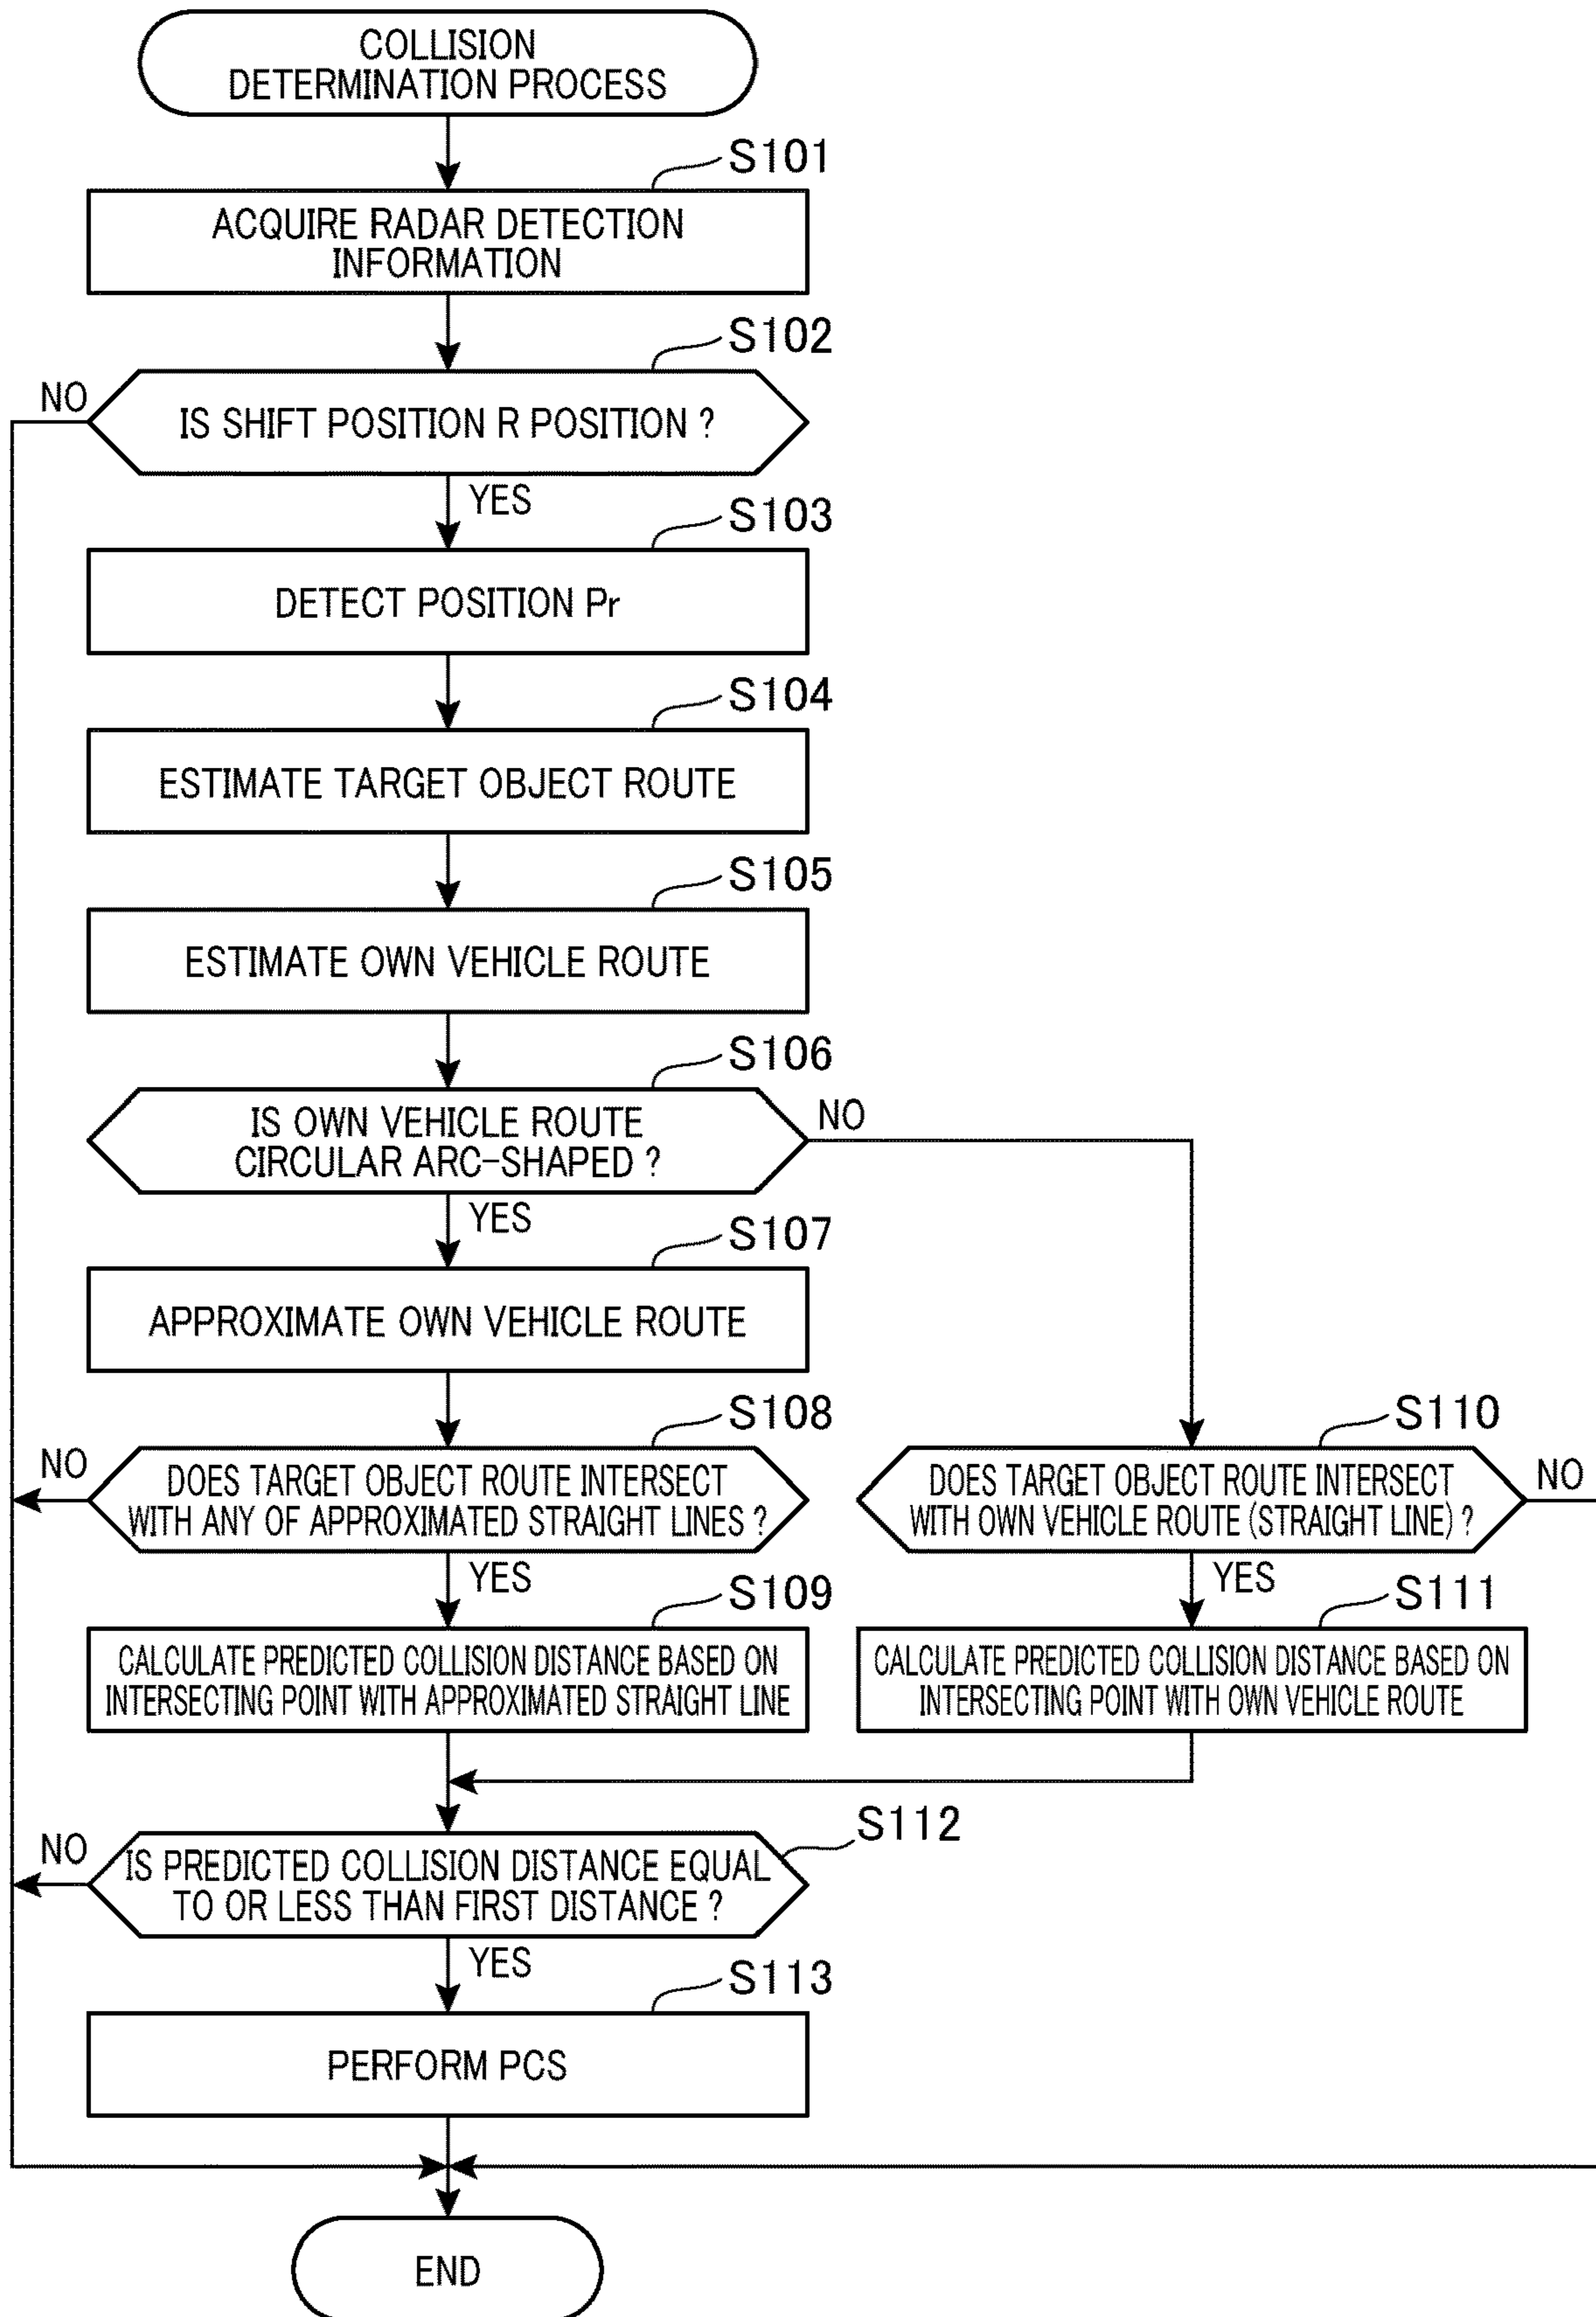 COLLISION
DETERMINATION PROCESS
S101
ACQUIRE RADAR DETECTION
INFORMATION
S102
NO
IS SHIFT POSITION R POSITION ?
YES
S103
DETECT POSITION Pr
S104
ESTIMATE TARGET OBJECT ROUTE
S105
ESTIMATE OWN VEHICLE ROUTE
S106
IS OWN VEHICLE ROUTE
CIRCULAR ARC-SHAPED ?
NO
YES
S107
APPROXIMATE OWN VEHICLE ROUTE
S108
NO
DOES TARGET OBJECT ROUTE INTERSECT
WITH ANY OF APPROXIMATED STRAIGHT LINES ?
YES
S109
CALCULATE PREDICTED COLLISION DISTANCE BASED ON
INTERSECTING POINT WITH APPROXIMATED STRAIGHT LINE
S110
DOES TARGET OBJECT ROUTE INTERSECT
WITH OWN VEHICLE ROUTE (STRAIGHT LINE) ?
NO
YES
S111
CALCULATE PREDICTED COLLISION DISTANCE BASED ON
INTERSECTING POINT WITH OWN VEHICLE ROUTE
S112
NO
IS PREDICTED COLLISION DISTANCE EQUAL
TO OR LESS THAN FIRST DISTANCE ?
YES
S113
PERFORM PCS
END